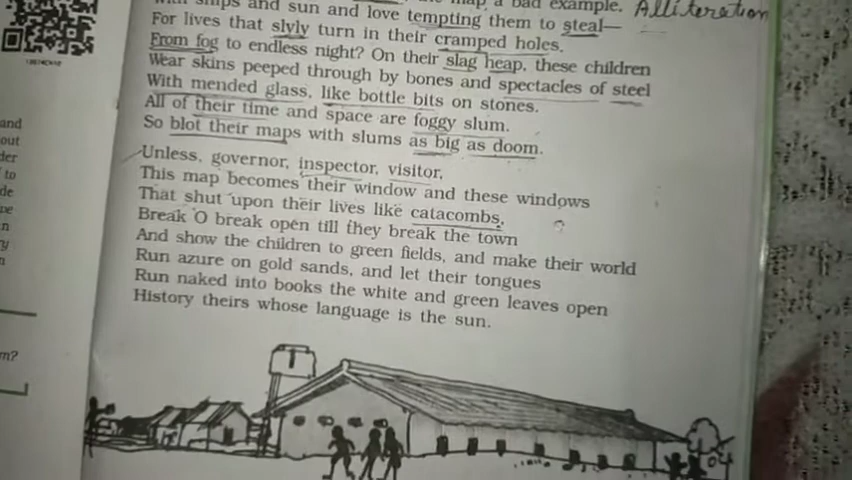 ships and sun and love tempting them to steal—
For lives that slyly turn in their cramped holes.
From fog to endless night? On their slag heap, these children
Wear skins peeped through by bones and spectacles of steel
With mended glass, like bottle bits on stones.
All of their time and space are foggy slum.
So blot their maps with slums as big as doom.
Unless, governor, inspector, visitor,
This map becomes their window and these windows
That shut upon their lives like catacombs,
Break O break open till they break the town
And show the children to green fields, and make their world
Run azure on gold sands, and let their tongues
Run naked into books the white and green leaves open
History theirs whose language is the sun.
a bad example,
Alliteration
and
out
der
to
de